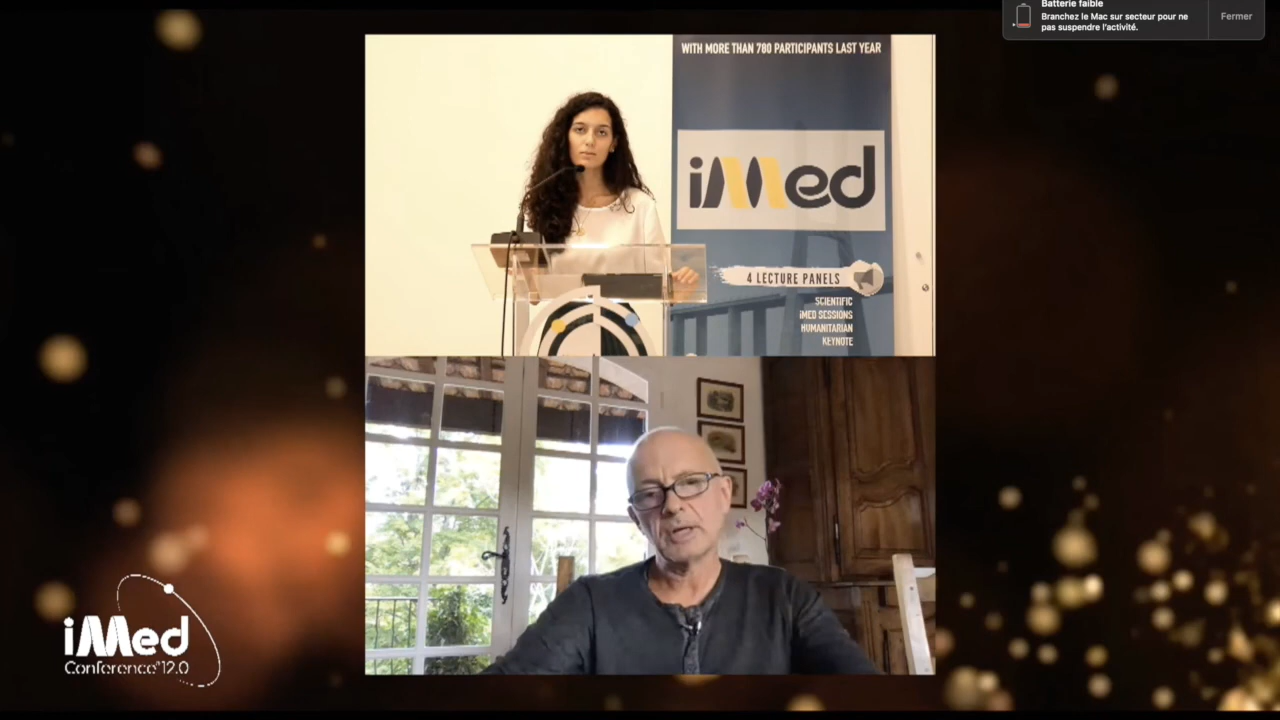 Batterie faible
Branchez le Mac sur secteur pour ne
pas suspendre l'activité.
Fermer
WITH MORE THAN 780 PARTICIPANTS LAST YEAR
iMed
4 LECTURE PANELS
SCIENTIFIC
iMED SESSIONS
HUMANITARIAN
KEYNOTE
iMed
Conference® 12.0